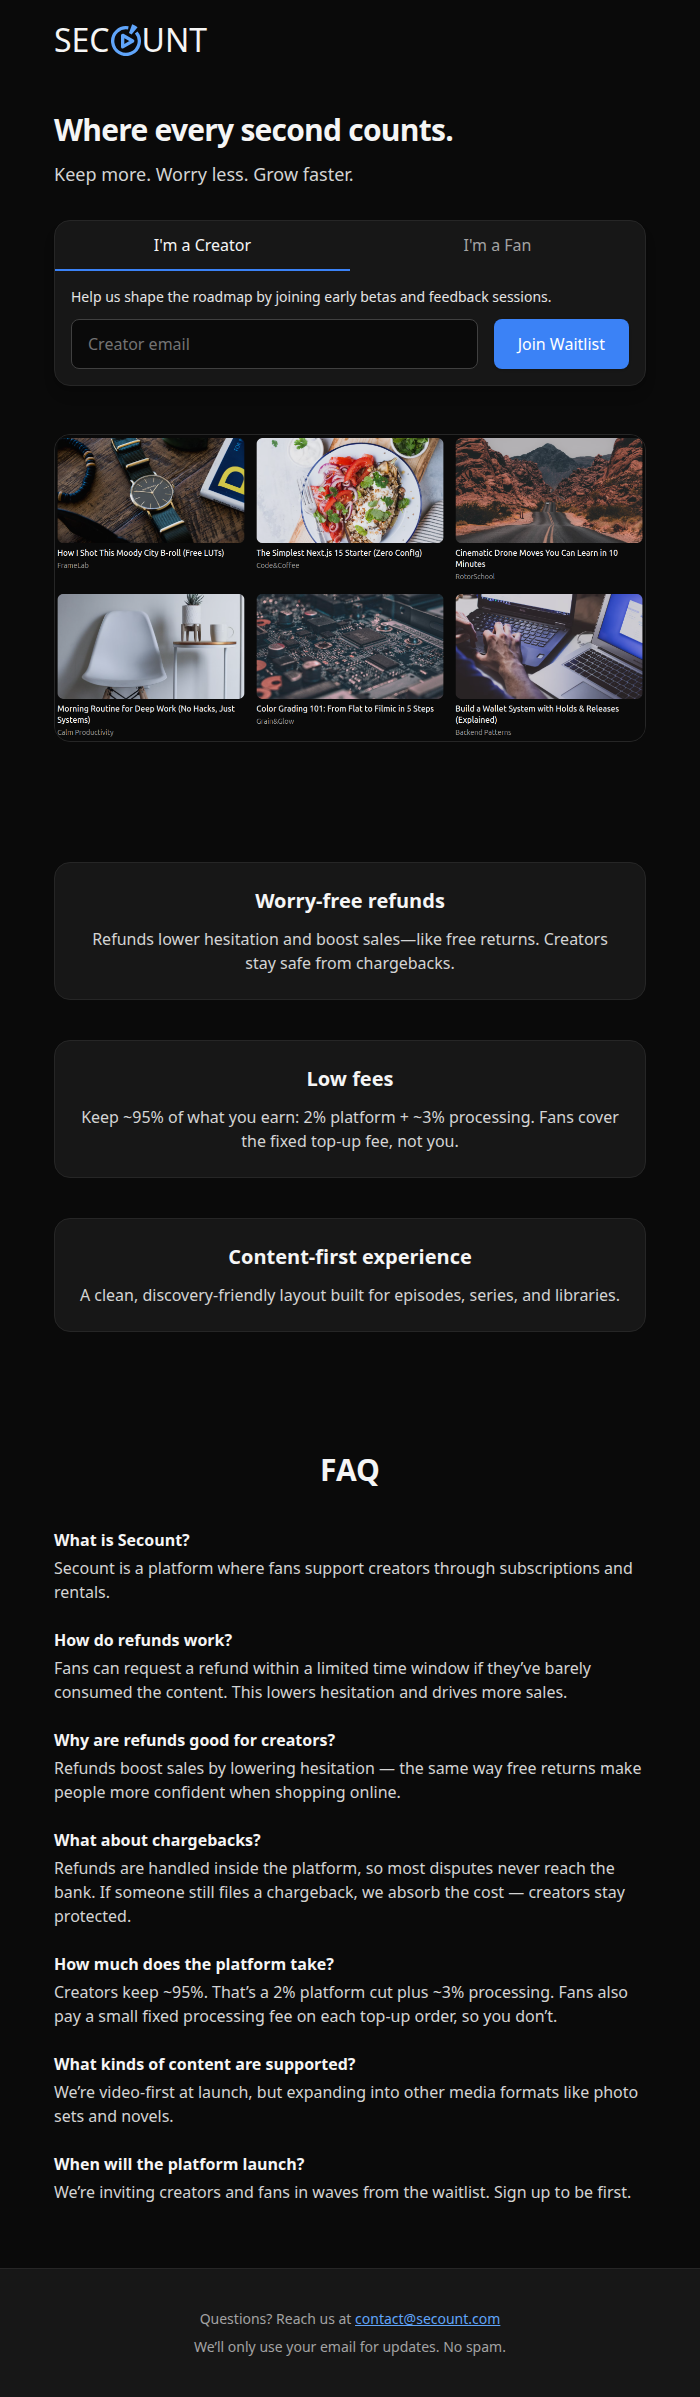 SECOUNT
Where every second counts.
Keep more. Worry less. Grow faster.
I'm a Creator
I'm a Fan
Help us shape the roadmap by joining early betas and feedback sessions.
Creator email
Join Waitlist
D
How I Shot This Moody City B-roll (Free LUTs)
FrameLab
The Simplest Next.js 15 Starter (Zero Config)
Code&Coffee
Cinematic Drone Moves You Can Learn in 10
Minutes
RotorSchool
Morning Routine for Deep Work (No Hacks, Just
Systems)
Calm Productivity
Color Grading 101: From Flat to Filmic in 5 Steps
Grain&Glow
Build a Wallet System with Holds & Releases
(Explained)
Backend Patterns
Worry-free refunds
Refunds lower hesitation and boost sales—like free returns. Creators
stay safe from chargebacks.
Low fees
Keep ~95% of what you earn: 2% platform + ~3% processing. Fans cover
the fixed top-up fee, not you.
Content-first experience
A clean, discovery-friendly layout built for episodes, series, and libraries.
FAQ
What is Secount?
Secount is a platform where fans support creators through subscriptions and
rentals.
How do refunds work?
Fans can request a refund within a limited time window if they’ve barely
consumed the content. This lowers hesitation and drives more sales.
Why are refunds good for creators?
Refunds boost sales by lowering hesitation — the same way free returns make
people more confident when shopping online.
What about chargebacks?
Refunds are handled inside the platform, so most disputes never reach the
bank. If someone still files a chargeback, we absorb the cost — creators stay
protected.
How much does the platform take?
Creators keep ~95%. That’s a 2% platform cut plus ~3% processing. Fans also
pay a small fixed processing fee on each top-up order, so you don’t.
What kinds of content are supported?
We’re video-first at launch, but expanding into other media formats like photo
sets and novels.
When will the platform launch?
We’re inviting creators and fans in waves from the waitlist. Sign up to be first.
Questions? Reach us at contact@secount.com
We’ll only use your email for updates. No spam.